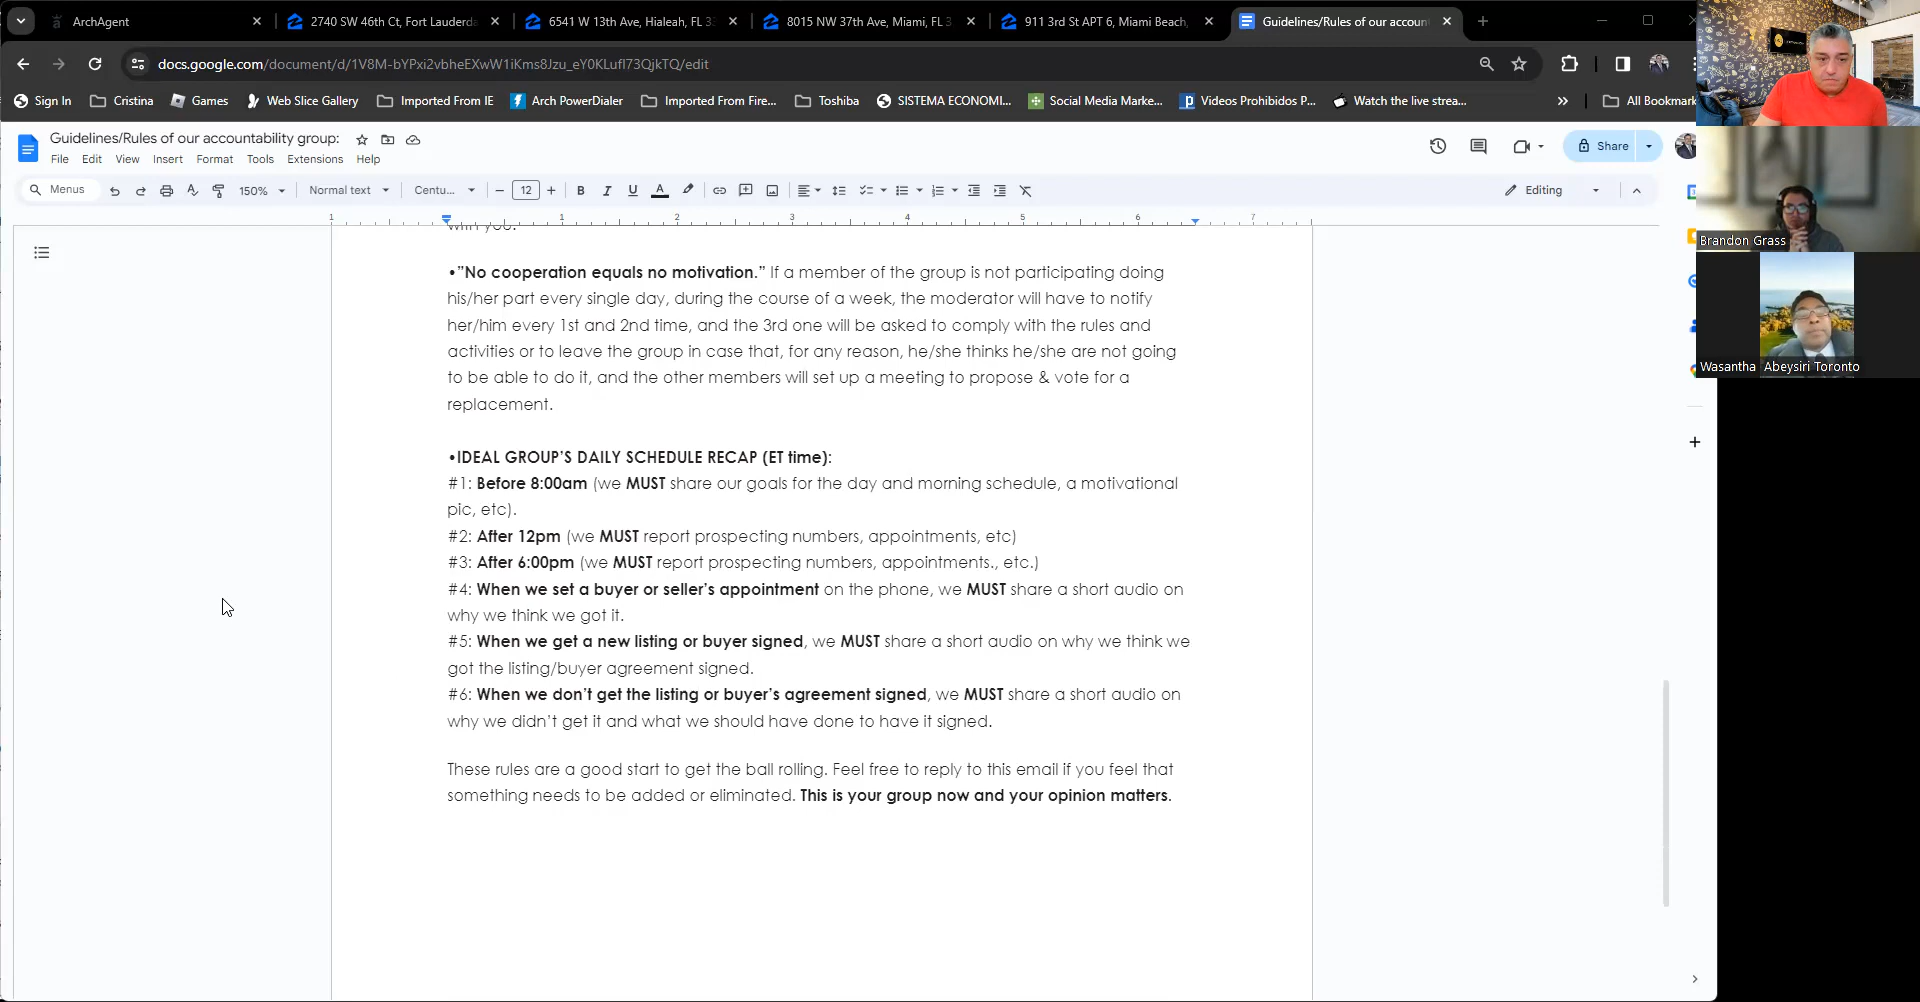 ArchAgent
2740 SW 46th Ct, Fort Lauderda
6541 W 13th Ave, Hialeah, FL 3
8015 NW 37th Ave, Miami, FL 3
911 3rd St APT 6, Miami Beach,
Guidelines/Rules of our accoun
docs.google.com/document/d/1V8M-bYPxi2vbheEXwW1iKms8Jzu_eY0KLufl73QjkTQ/edit
Sign In
Cristina
Games
Web Slice Gallery
Imported From IE
Arch PowerDialer
Imported From Fire...
Toshiba
SISTEMA ECONOMI...
Social Media Marke...
Videos Prohibidos P...
Watch the live strea...
All Bookmark
Guidelines/Rules of our accountability group:
File Edit View Insert Format Tools Extensions Help
Share
Menus
150%
Normal text
Centu...
12
Editing
1 1 2 3 4 5 6 7
with you.
•”No cooperation equals no motivation.” If a member of the group is not participating doing
his/her part every single day, during the course of a week, the moderator will have to notify
her/him every 1st and 2nd time, and the 3rd one will be asked to comply with the rules and
activities or to leave the group in case that, for any reason, he/she thinks he/she are not going
to be able to do it, and the other members will set up a meeting to propose & vote for a
replacement.
•IDEAL GROUP’S DAILY SCHEDULE RECAP (ET time):
#1: Before 8:00am (we MUST share our goals for the day and morning schedule, a motivational
pic, etc).
#2: After 12pm (we MUST report prospecting numbers, appointments, etc)
#3: After 6:00pm (we MUST report prospecting numbers, appointments., etc.)
#4: When we set a buyer or seller’s appointment on the phone, we MUST share a short audio on
why we think we got it.
#5: When we get a new listing or buyer signed, we MUST share a short audio on why we think we
got the listing/buyer agreement signed.
#6: When we don’t get the listing or buyer’s agreement signed, we MUST share a short audio on
why we didn’t get it and what we should have done to have it signed.
These rules are a good start to get the ball rolling. Feel free to reply to this email if you feel that
something needs to be added or eliminated. This is your group now and your opinion matters.
Brandon Grass
Wasantha Abeysiri Toronto